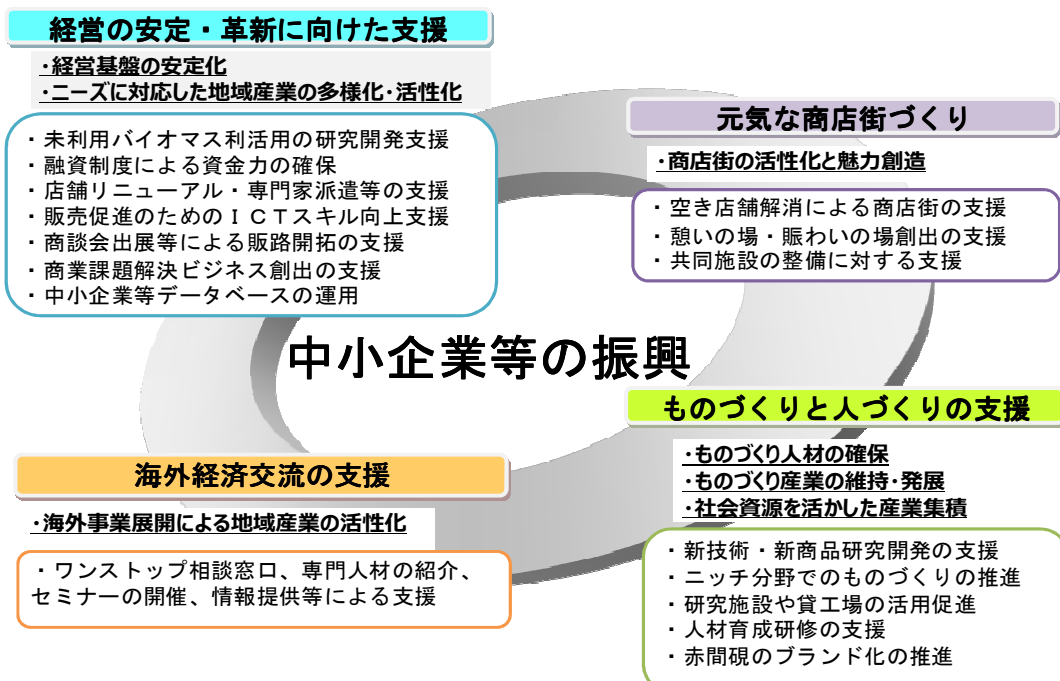 経営の安定・革新に向けた支援
・経営基盤の安定化
・ニーズに対応した地域産業の多様化・活性化
・未利用バイオマス利活用の研究開発支援
・融資制度による資金力の確保
・店舗リニューアル・専門家派遣等の支援
・販売促進のためのＩＣＴスキル向上支援
・商談会出展等による販路開拓の支援
・商業課題解決ビジネス創出の支援
・中小企業等データベースの運用
元気な商店街づくり
・商店街の活性化と魅力創造
・空き店舗解消による商店街の支援
・憩いの場・賑わいの場創出の支援
・共同施設の整備に対する支援
中小企業等の振興
海外経済交流の支援
・海外事業展開による地域産業の活性化
・ワンストップ相談窓口、専門人材の紹介、
セミナーの開催、情報提供等による支援
ものづくりと人づくりの支援
・ものづくり人材の確保
・ものづくり産業の維持・発展
・社会資源を活かした産業集積
・新技術・新商品研究開発の支援
・ニッチ分野でのものづくりの推進
・研究施設や貸工場の活用促進
・人材育成研修の支援
・赤間硯のブランド化の推進